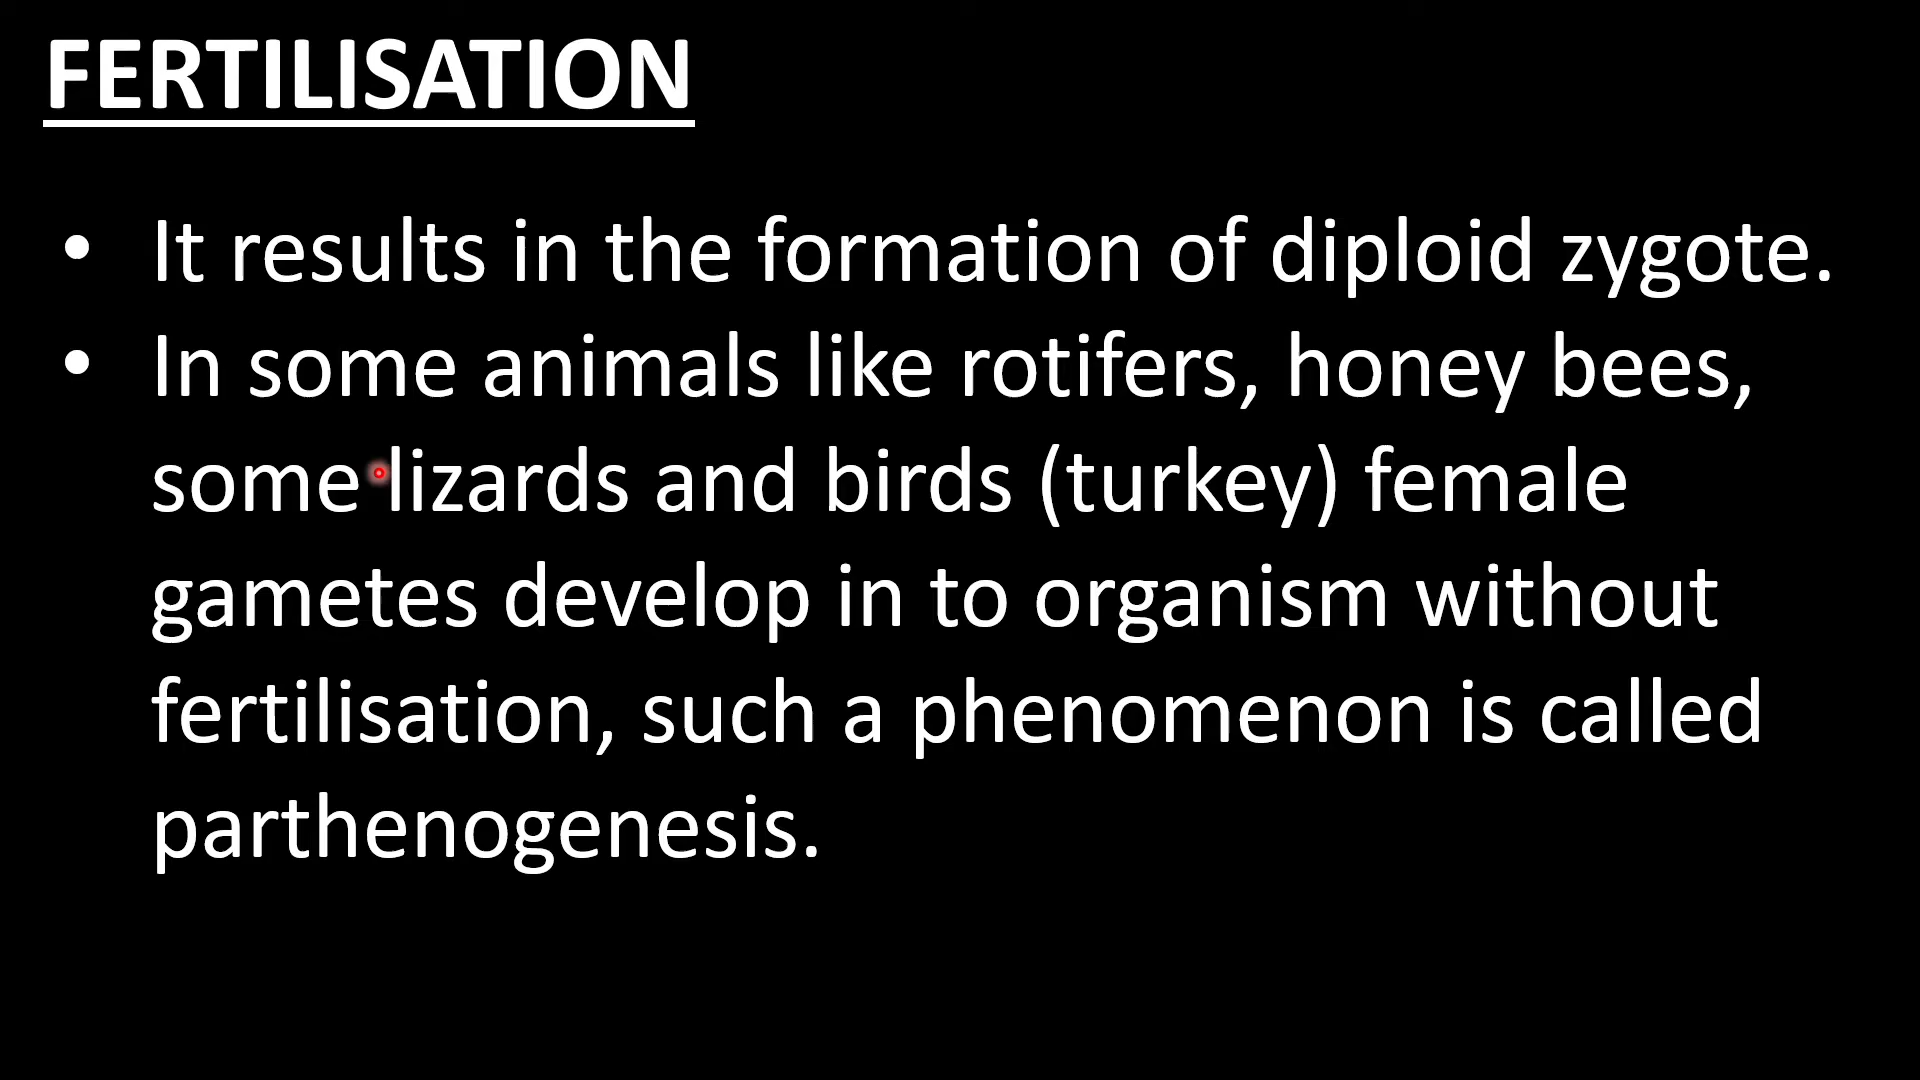 FERTILISATION
• It results in the formation of diploid zygote.
• In some animals like rotifers, honey bees,
some lizards and birds (turkey) female
gametes develop in to organism without
fertilisation, such a phenomenon is called
parthenogenesis.